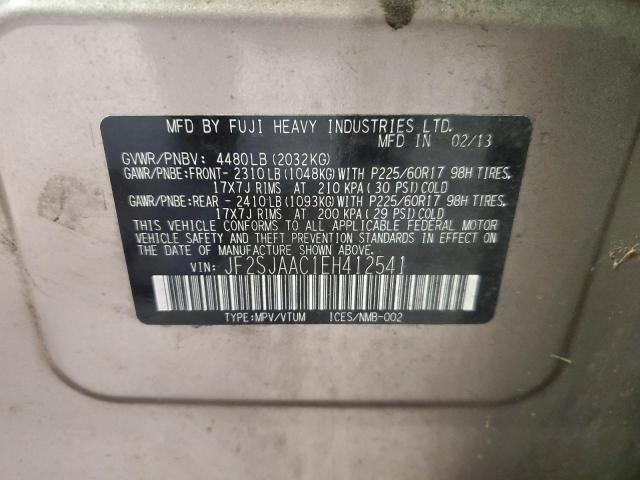 MFD BY FUJI HEAVY INDUSTRIES LTD.
MFD IN 02/13
GVWR/PNBV: 4480LB(2032KG)
GAWR/PNBE:FRONT- 2310LB(1048KG)WITH P225/60R17 98H TIRES,
17X7J RIMS AT 210 KPA(30 PSI)COLD
GAWR/PNBE:REAR - 2410LB(1093KG)WITH P225/60R17 98H TIRES,
17X7J RIMS AT 200 KPA(29 PSI)COLD
THIS VEHICLE CONFORMS TO ALL APPLICABLE FEDERAL MOTOR
VEHICLE SAFETY AND THEFT PREVENTION STANDARDS IN EFFECT ON
THE DATE OF MANUFACTURE SHOWN ABOVE.
VIN: JF2SJAAC1EH412541
TYPE:MPV/VTUM ICES/NMB-002